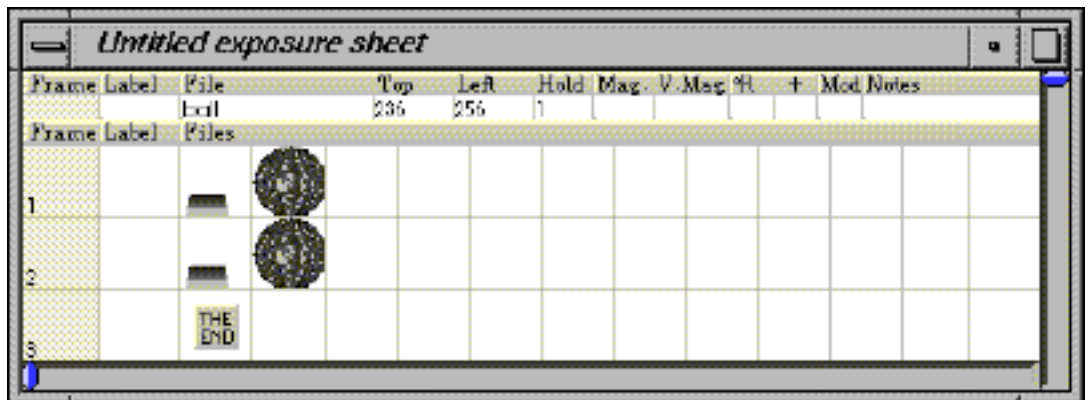 Untitled exposure sheet
Frame Label File Top Left Hold Mag. V.Mag °R + Mod Notes
ball 236 256 1
Frame Label Files
1
2
THE
END
3